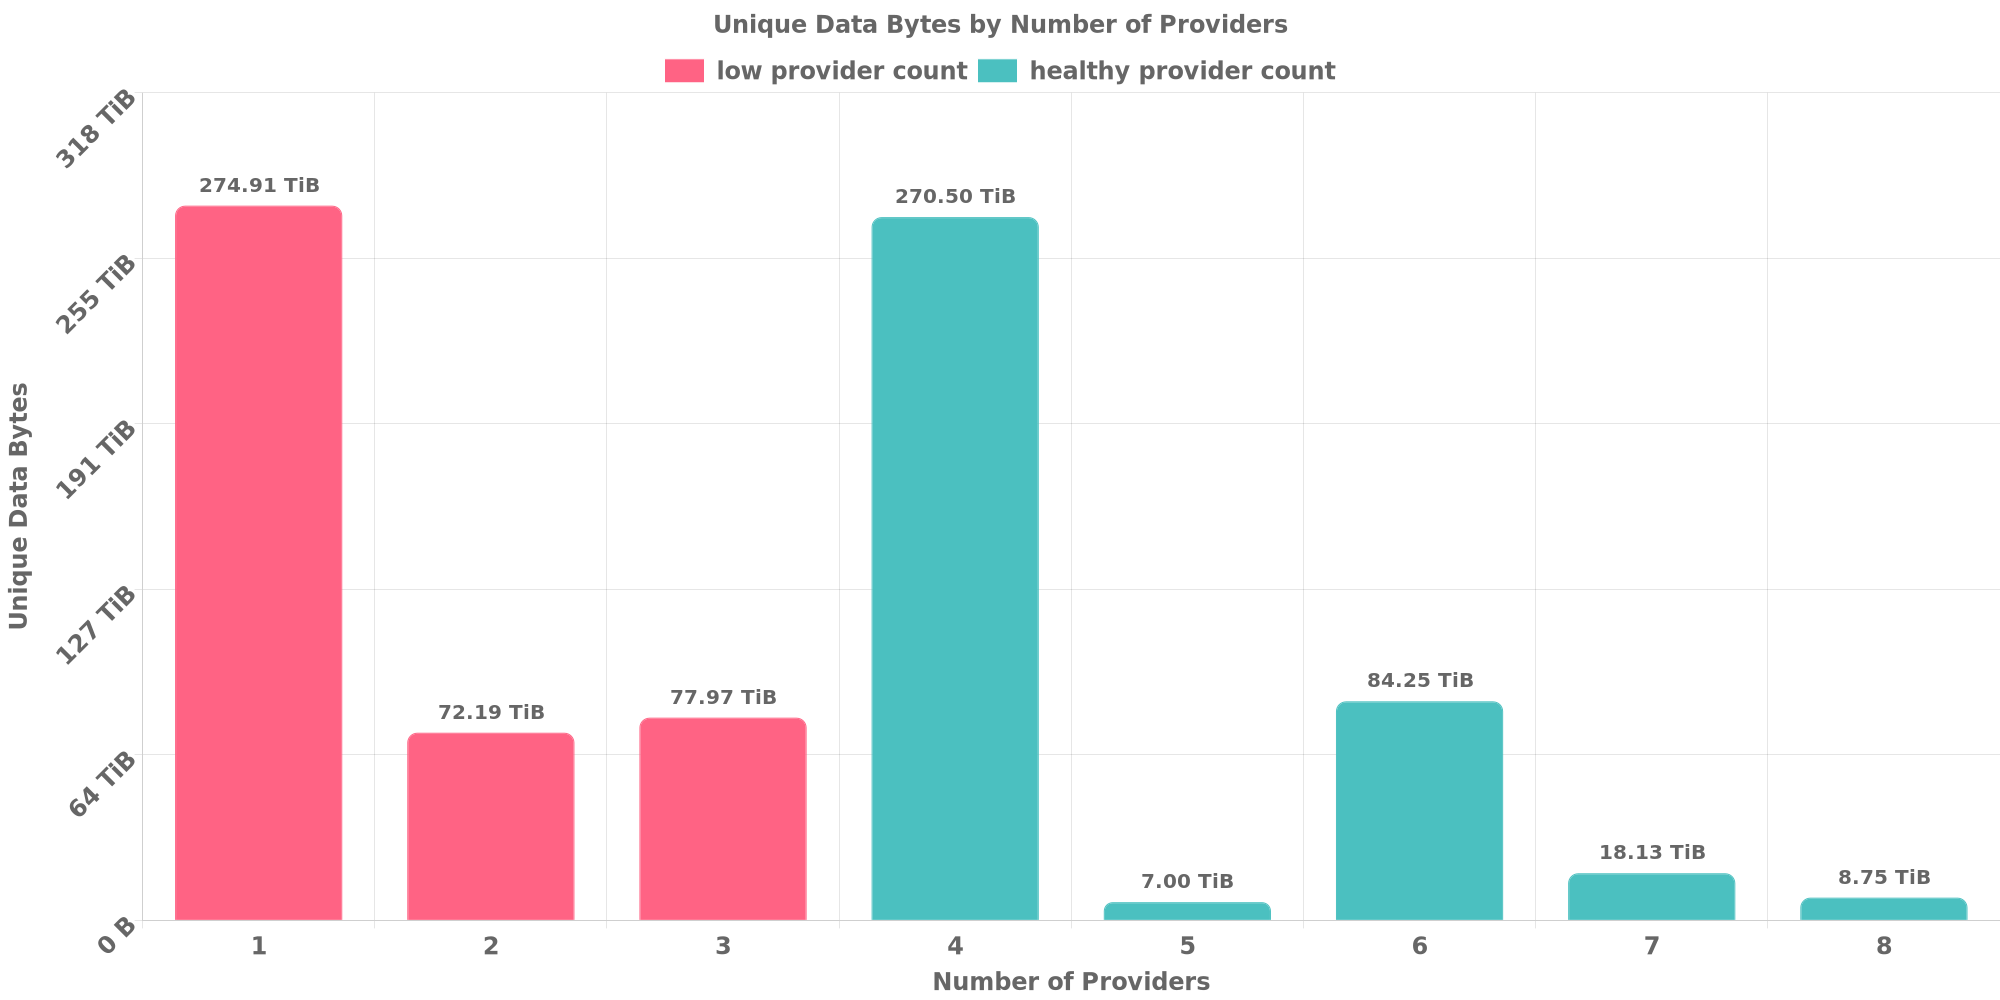 Unique Data Bytes by Number of Providers
low provider count
healthy provider count
318 TiB
255 TiB
191 TiB
127 TiB
64 TiB
0 B
Unique Data Bytes
274.91 TiB
72.19 TiB
77.97 TiB
270.50 TiB
7.00 TiB
84.25 TiB
18.13 TiB
8.75 TiB
1 2 3 4 5 6 7 8
Number of Providers